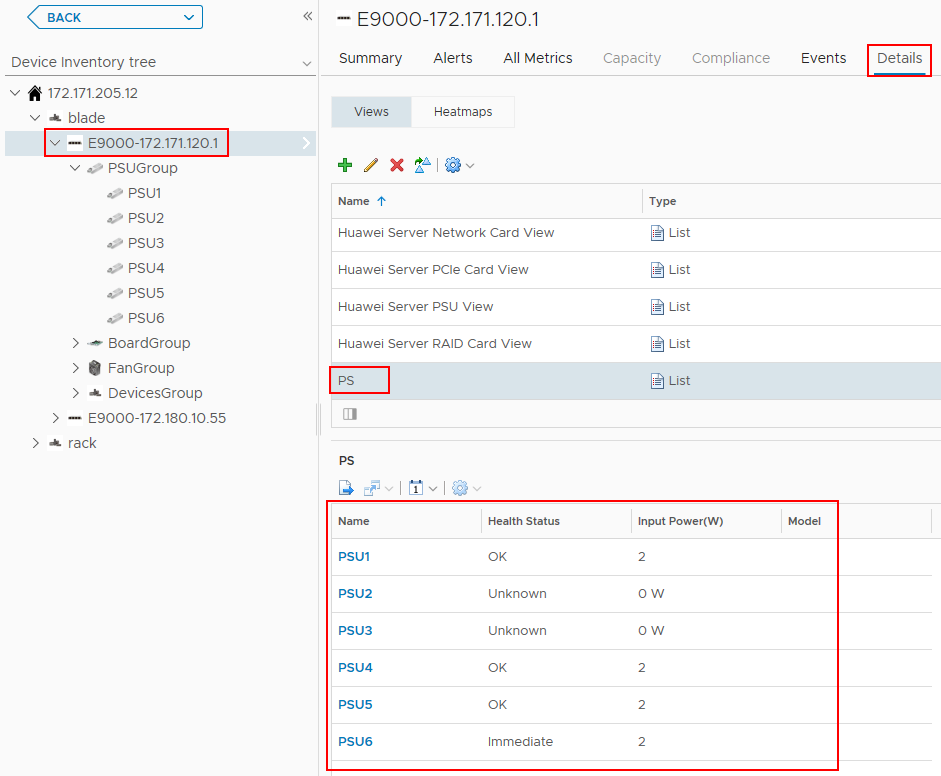 BACK
Device Inventory tree
172.171.205.12
blade
E9000-172.171.120.1
PSUGroup
PSU1
PSU2
PSU3
PSU4
PSU5
PSU6
BoardGroup
FanGroup
DevicesGroup
E9000-172.180.10.55
rack
E9000-172.171.120.1
Summary Alerts All Metrics Capacity Compliance Events Details
Views Heatmaps
Name Type
Huawei Server Network Card View List
Huawei Server PCIe Card View List
Huawei Server PSU View List
Huawei Server RAID Card View List
PS List
PS
1
Name Health Status Input Power(W) Model
PSU1 OK 2
PSU2 Unknown 0 W
PSU3 Unknown 0 W
PSU4 OK 2
PSU5 OK 2
PSU6 Immediate 2